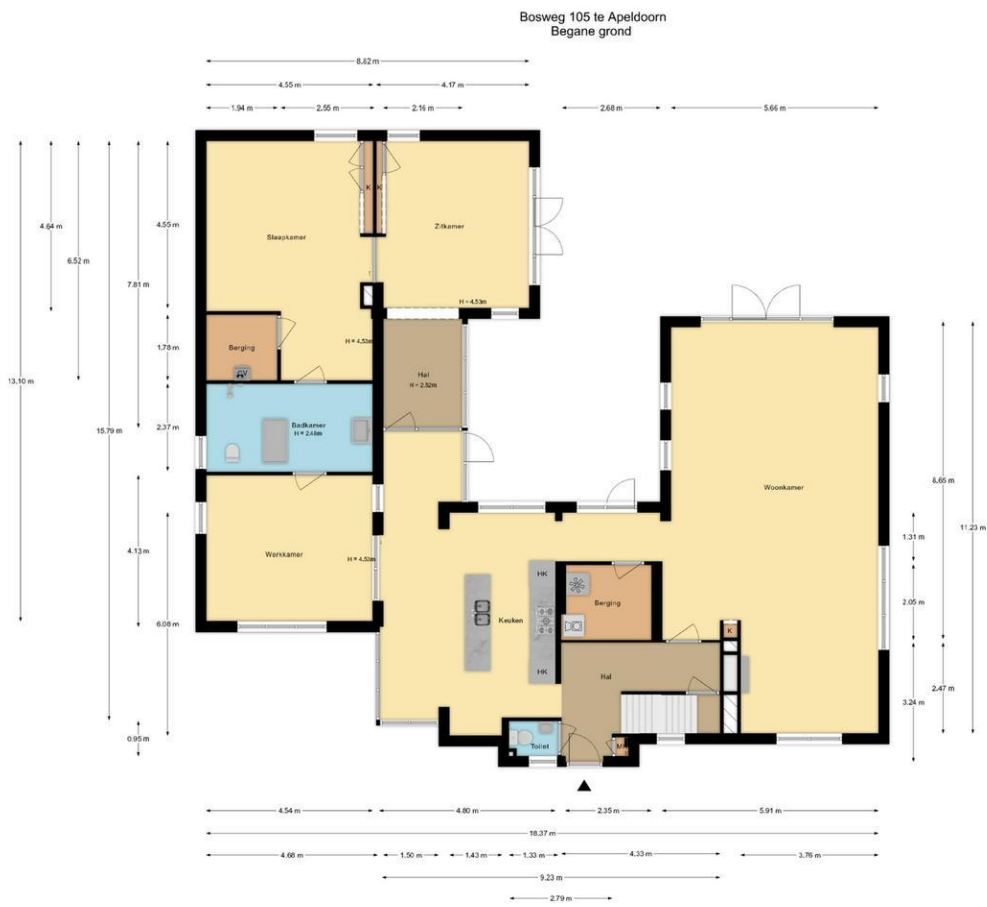 Bosweg 105 te Apeldoorn
Begane grond
8.82 m
4.55 m 4.17 m
1.94 m 2.55 m 2.16 m 2.68 m 5.66 m
4.64 m
6.52 m
13.10 m
15.79 m
7.81 m
4.55 m
1.78 m
2.37 m
4.13 m
6.08 m
0.95 m
K K
Slaapkamer
Zitkamer
H = 4.53m
Berging
H = 4.53m
CV
Hal
H = 2.52m
Badkamer
H = 2.48m
Werkkamer
H = 4.53m
Woonkamer
HK
Berging
Keuken
HK
K
Hal
Toilet
MK
6.65 m
11.23 m
1.31 m
2.05 m
2.47 m
3.24 m
4.54 m 4.80 m 2.35 m 5.91 m
18.37 m
4.68 m 1.50 m 1.43 m 1.33 m 4.33 m 3.76 m
9.23 m
2.79 m